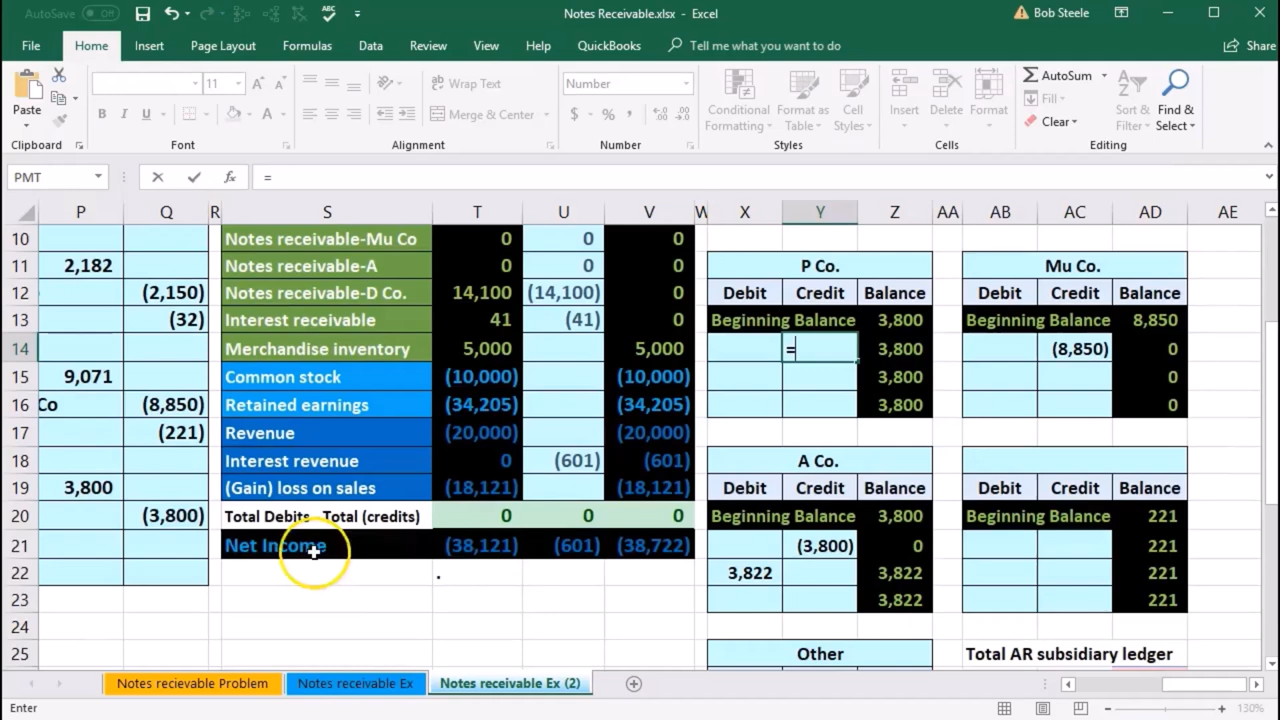 AutoSave Off ABC Notes Receivable.xlsx - Excel Bob Steele
File Home Insert Page Layout Formulas Data Review View Help QuickBooks Tell me what you want to do Share
Paste 11 A A ab Wrap Text Number AutoSum
B I U Merge & Center $ % , Conditional Formatting Format as Table Cell Styles Insert Delete Format Fill Clear Sort & Filter Find & Select
Clipboard Font Alignment Number Styles Cells Editing
PMT fx =
P Q R S T U V W X Y Z AA AB AC AD AE
10 Notes receivable-Mu Co 0 0 0
11 2,182 Notes receivable-A 0 0 0 P Co. Mu Co.
12 (2,150) Notes receivable-D Co. 14,100 (14,100) 0 Debit Credit Balance Debit Credit Balance
13 (32) Interest receivable 41 (41) 0 Beginning Balance 3,800 Beginning Balance 8,850
14 Merchandise inventory 5,000 5,000 = 3,800 (8,850) 0
15 9,071 Common stock (10,000) (10,000) 3,800 0
16 Co (8,850) Retained earnings (34,205) (34,205) 3,800 0
17 (221) Revenue (20,000) (20,000)
18 Interest revenue 0 (601) (601) A Co.
19 3,800 (Gain) loss on sales (18,121) (18,121) Debit Credit Balance Debit Credit Balance
20 (3,800) Total Debits - Total (credits) 0 0 0 Beginning Balance 3,800 Beginning Balance 221
21 Net Income (38,121) (601) (38,722) (3,800) 0 221
22 . 3,822 3,822 221
23 3,822 221
24
25 Other Total AR subsidiary ledger
Notes recievable Problem Notes receivable Ex Notes receivable Ex (2)
Enter 130%